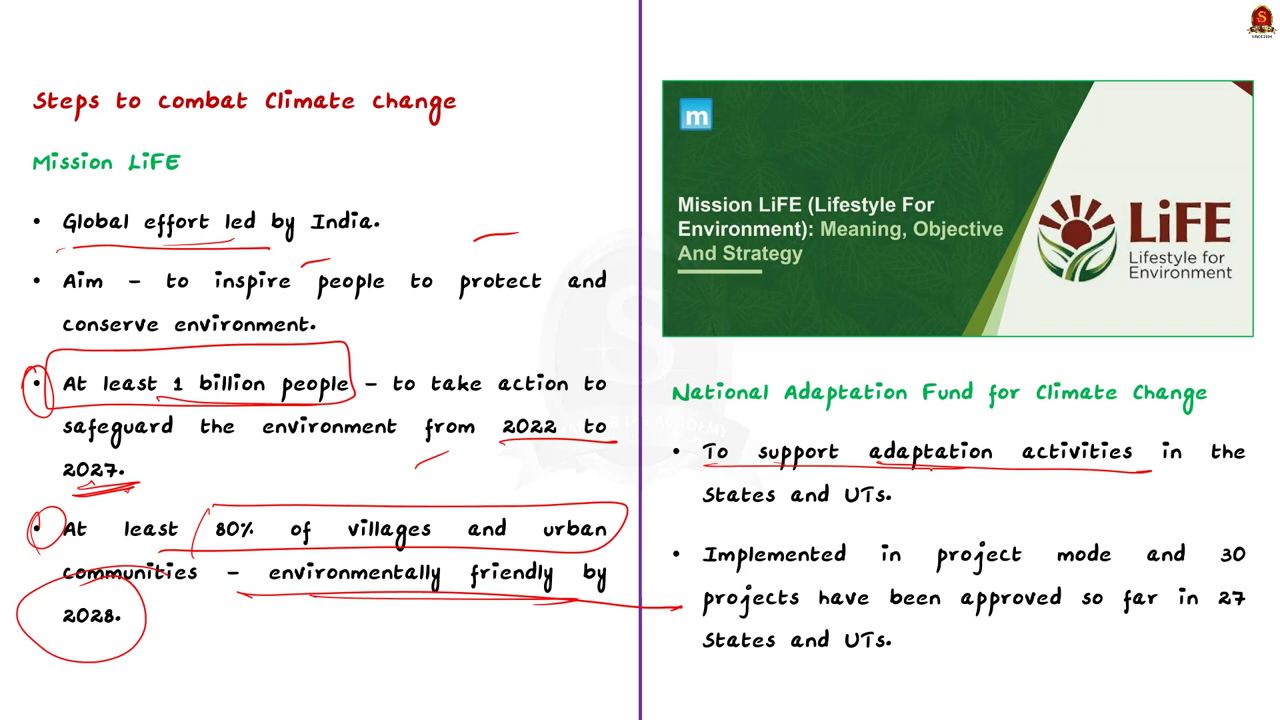 Steps to combat Climate change
Mission LiFE
• Global effort led by India.
• Aim – to inspire people to protect and
conserve environment.
• At least 1 billion people – to take action to
safeguard the environment from 2022 to
2027.
• At least 80% of villages and urban
communities – environmentally friendly by
2028.
m
Mission LiFE (Lifestyle For
Environment): Meaning, Objective
And Strategy
LiFE
Lifestyle for
Environment
National Adaptation Fund for Climate Change
• To support adaptation activities in the
States and UTs.
• Implemented in project mode and 30
projects have been approved so far in 27
States and UTs.